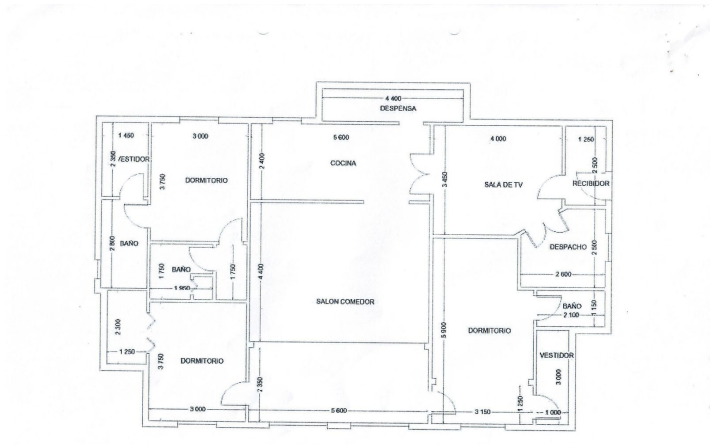 4 400
DESPENSA
1 450
3 000
5 600
4 000
1 250
2 400
2 350
VESTIDOR
COCINA
2 500
3 750
3 450
DORMITORIO
SALA DE TV
RECIBIDOR
2 800
BAÑO
DESPACHO
2 500
BAÑO
1 750
1 750
4 400
2 600
1 950
SALON COMEDOR
BAÑO
1 150
2 100
2 300
5 900
DORMITORIO
1 250
3 750
DORMITORIO
VESTIDOR
2 350
3 000
1 250
3 000
5 600
3 150
1 000